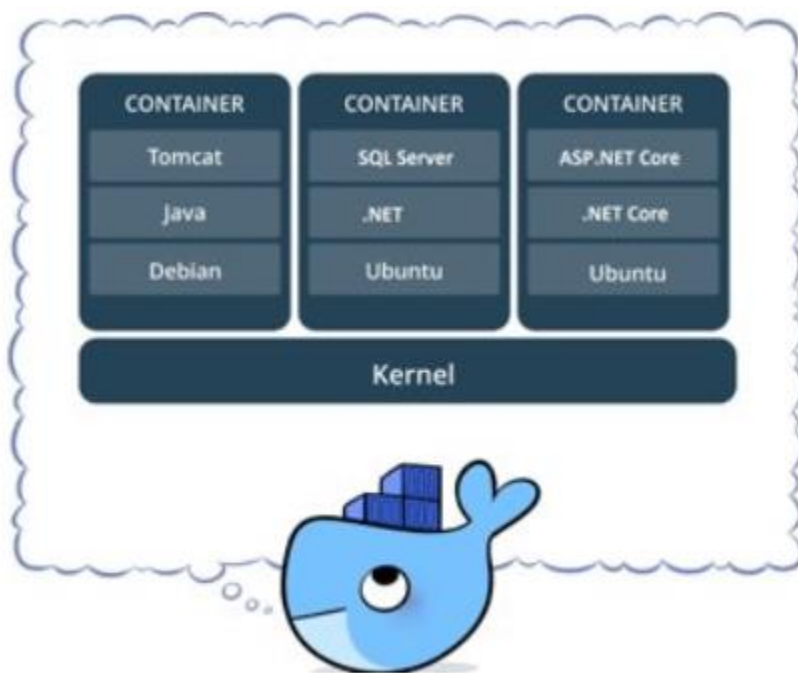 CONTAINER
Tomcat
Java
Debian
CONTAINER
SQL Server
.NET
Ubuntu
CONTAINER
ASP.NET Core
.NET Core
Ubuntu
Kernel